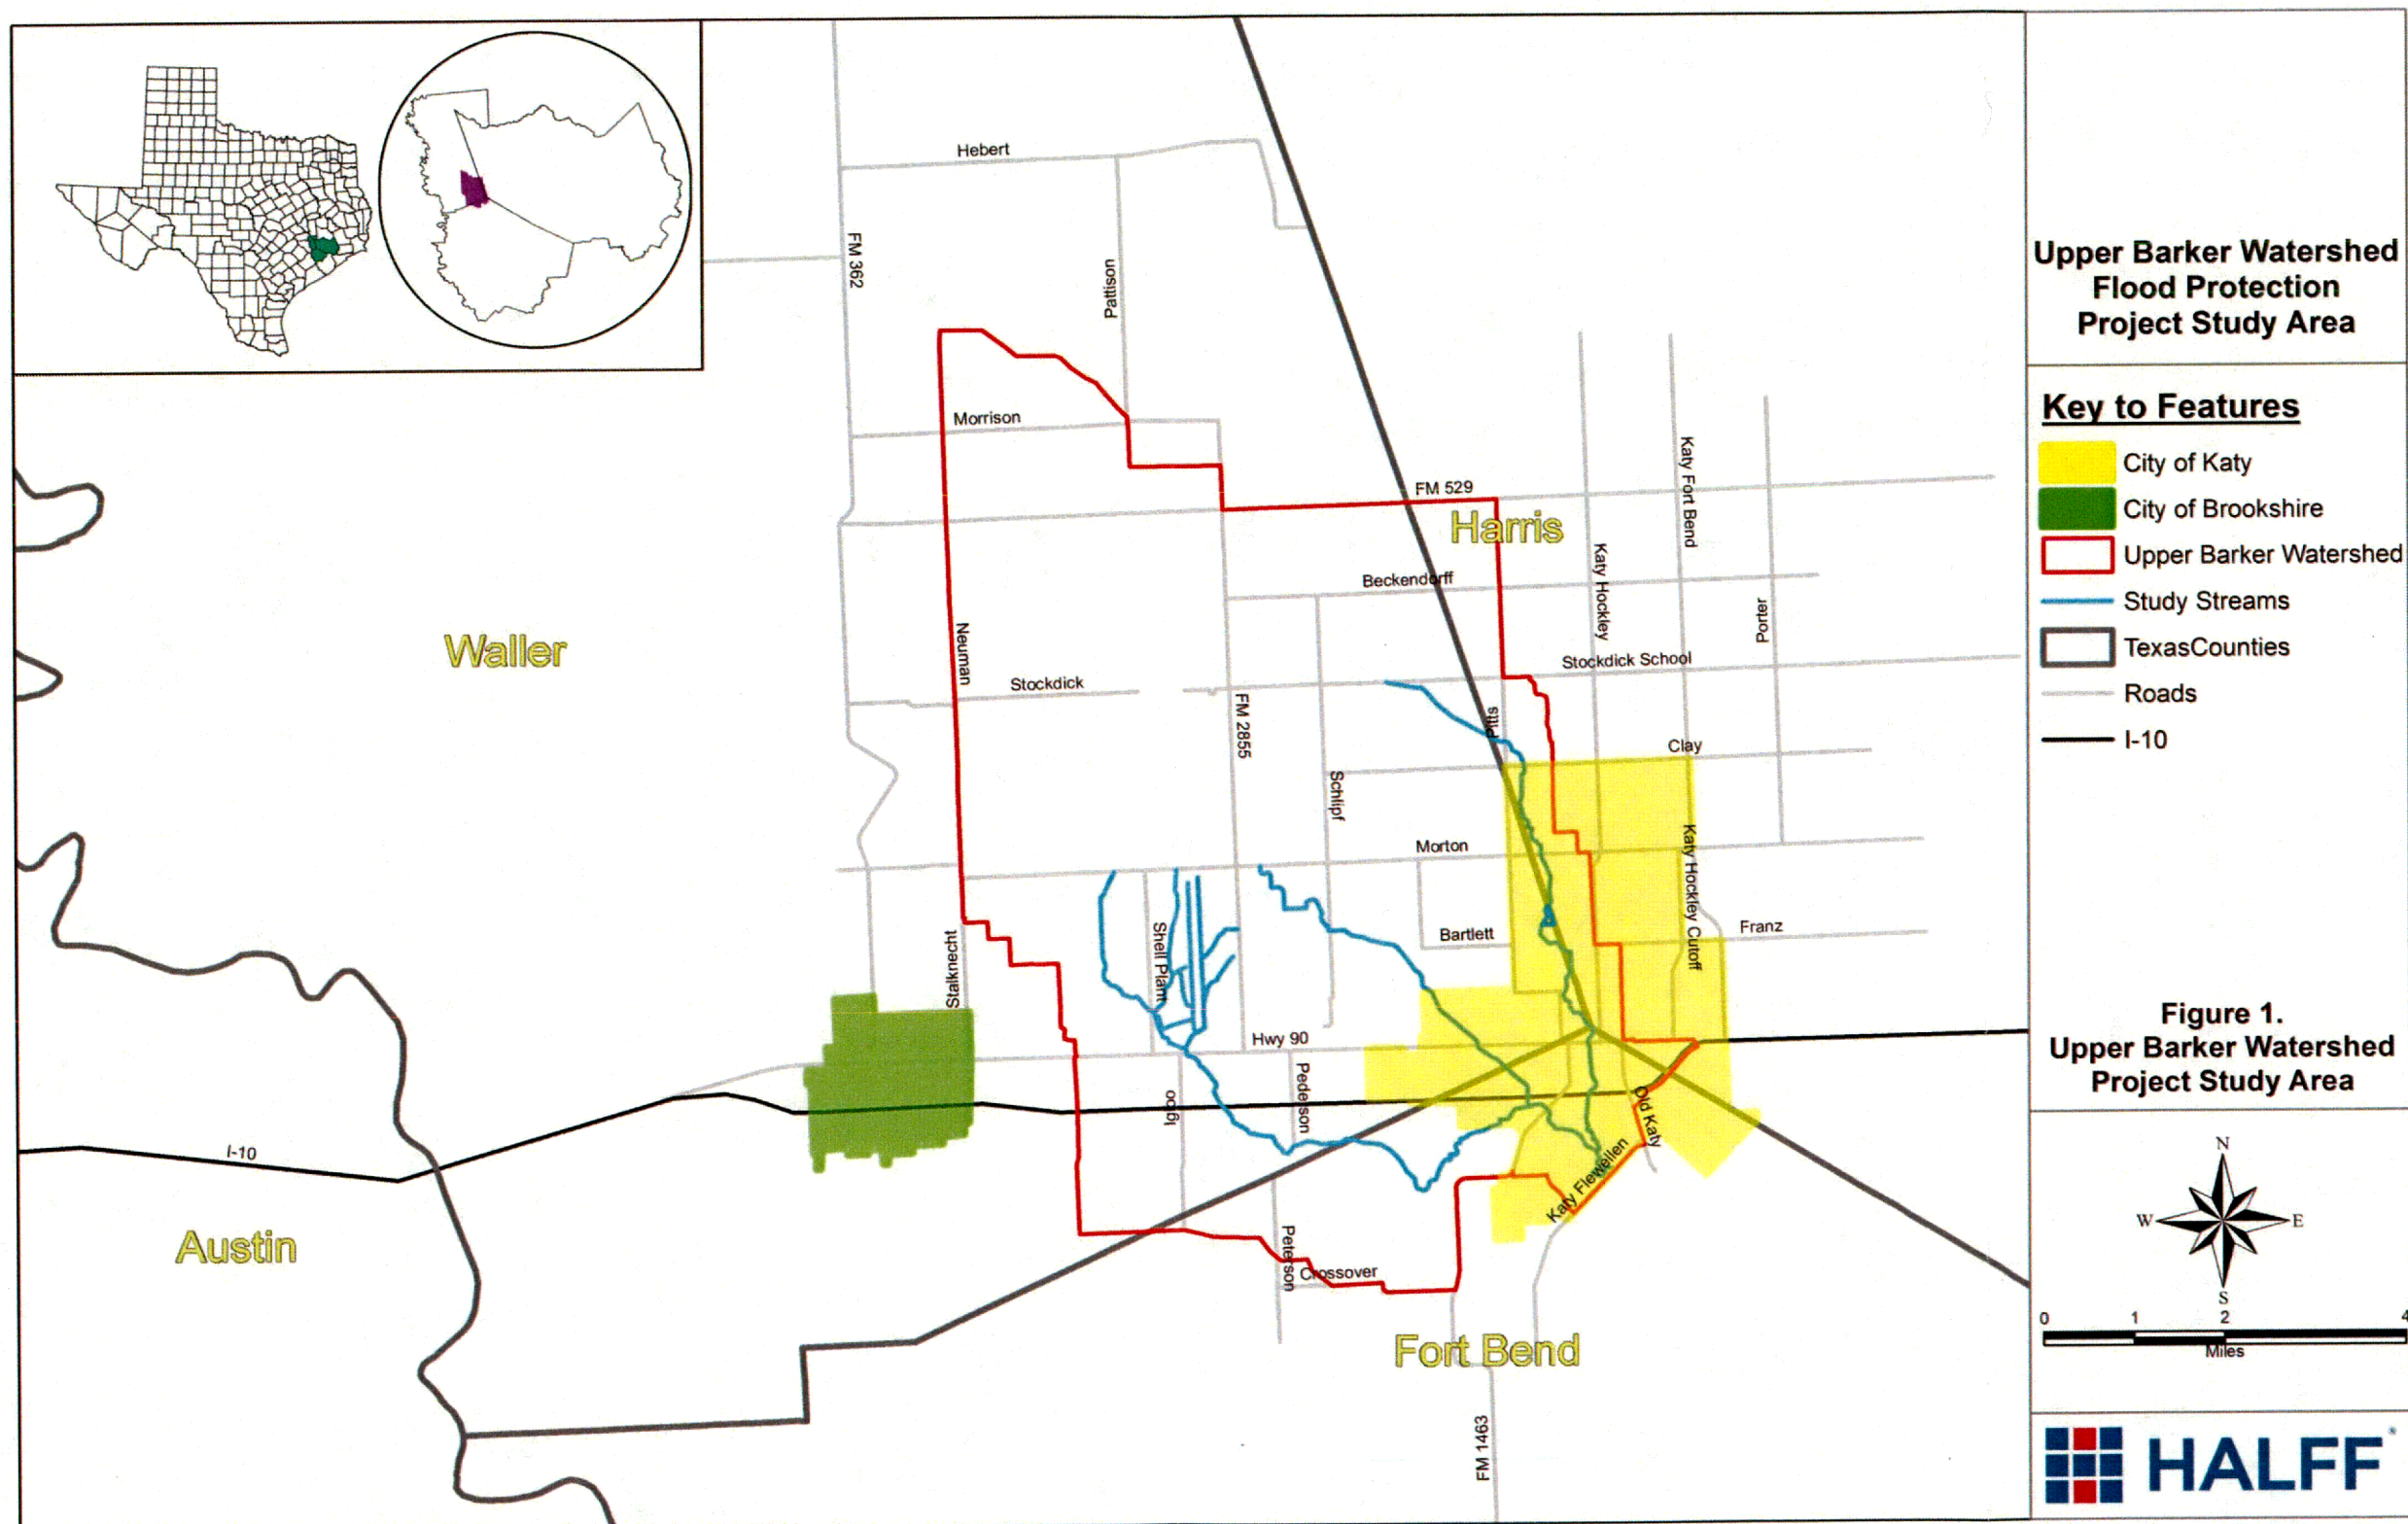 Upper Barker Watershed
Flood Protection
Project Study Area
Key to Features
City of Katy
City of Brookshire
Upper Barker Watershed
Study Streams
TexasCounties
Roads
I-10
Figure 1.
Upper Barker Watershed
Project Study Area
N
W
E
S
0 1 2 4
Miles
HALFF
Hebert
FM 362
Pattison
Morrison
FM 529
Harris
Katy Fort Bend
Katy Hockley
Beckendorff
Porter
Waller
Neuman
Stockdick
Stockdick School
FM 2855
Pitts
Clay
Schlipf
Morton
Katy Hockley Cutoff
Stalknecht
Shell Plant
Bartlett
Franz
Hwy 90
Igloo
Pederson
Old Katy
I-10
Katy Flewellen
Austin
Peterson
Crossover
Fort Bend
FM 1463